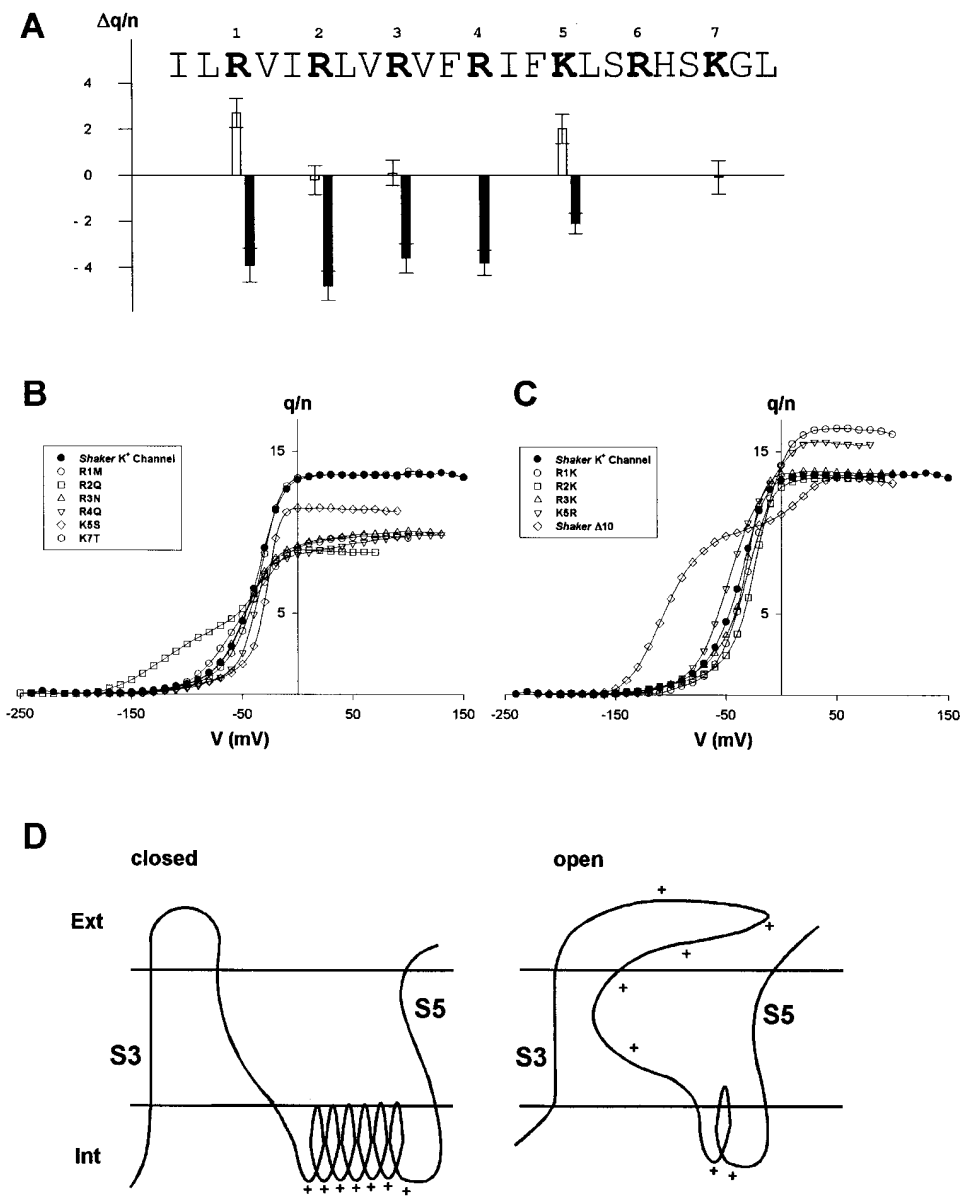 A
Δq/n
1 2 3 4 5 6 7
ILRVIRLVRVFRIFKLSRHSKGL
4
2
0
- 2
- 4
B
q/n
Shaker K+ Channel
R1M
R2Q
R3N
R4Q
K5S
K7T
15
5
-250 -150 -50 50 150
V (mV)
C
q/n
Shaker K+ Channel
R1K
R2K
R3K
K5R
Shaker Δ10
15
5
-250 -150 -50 50 150
V (mV)
D
closed
open
Ext
S3
S5
Int
+ + + + + + +
S3
S5
+
+
+
+
+
+ +